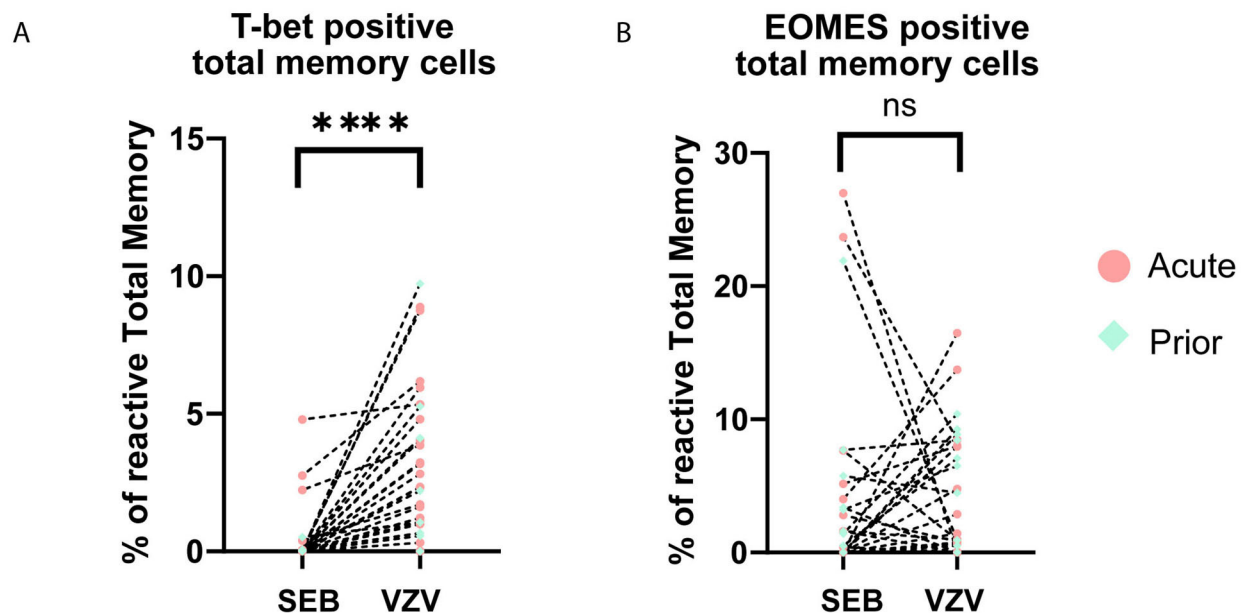 A
T-bet positive
total memory cells
% of reactive Total Memory
****
15
10
5
0
SEB VZV
B
EOMES positive
total memory cells
% of reactive Total Memory
ns
30
20
10
0
SEB VZV
Acute
Prior